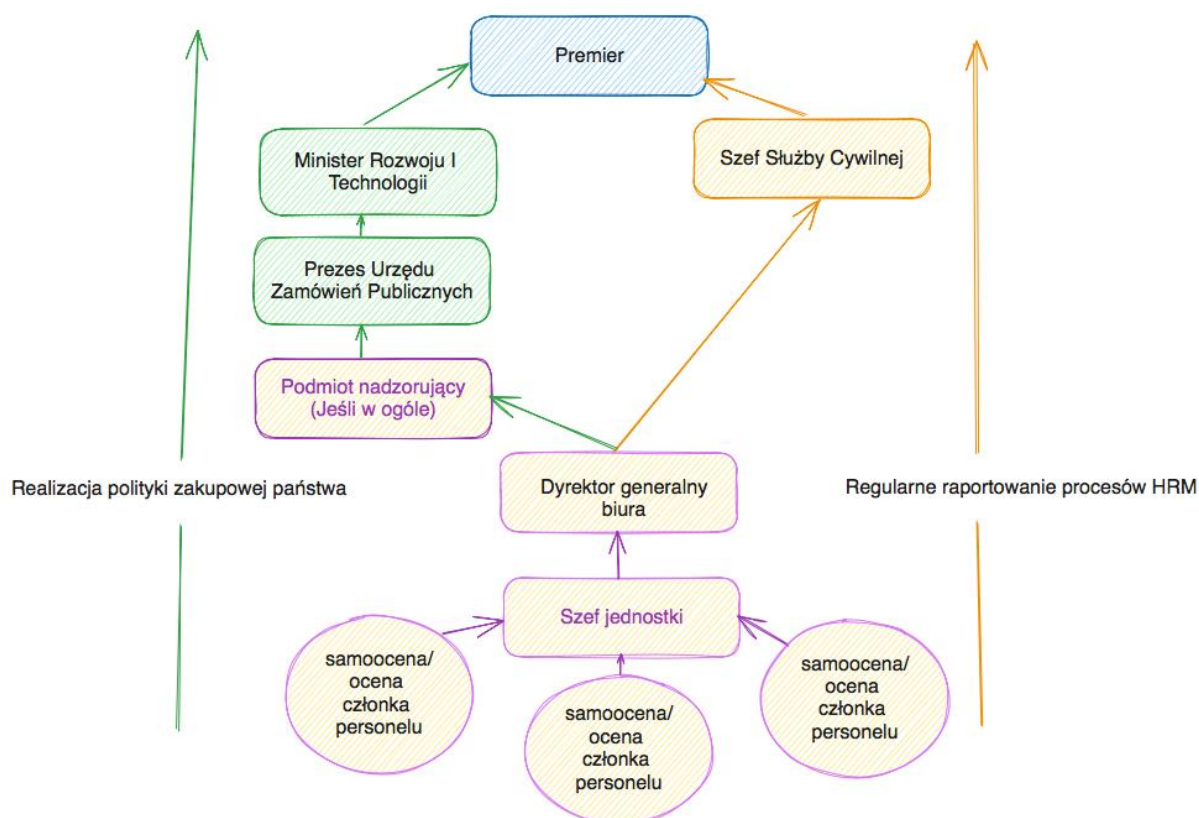 Premier
Minister Rozwoju I
Technologii
Szef Służby Cywilnej
Prezes Urzędu
Zamówień Publicznych
Podmiot nadzorujący
(Jeśli w ogóle)
Realizacja polityki zakupowej państwa
Dyrektor generalny
biura
Regularne raportowanie procesów HRM
Szef jednostki
samoocena/
ocena
członka
personelu
samoocena/
ocena
członka
personelu
samoocena/
ocena
członka
personelu